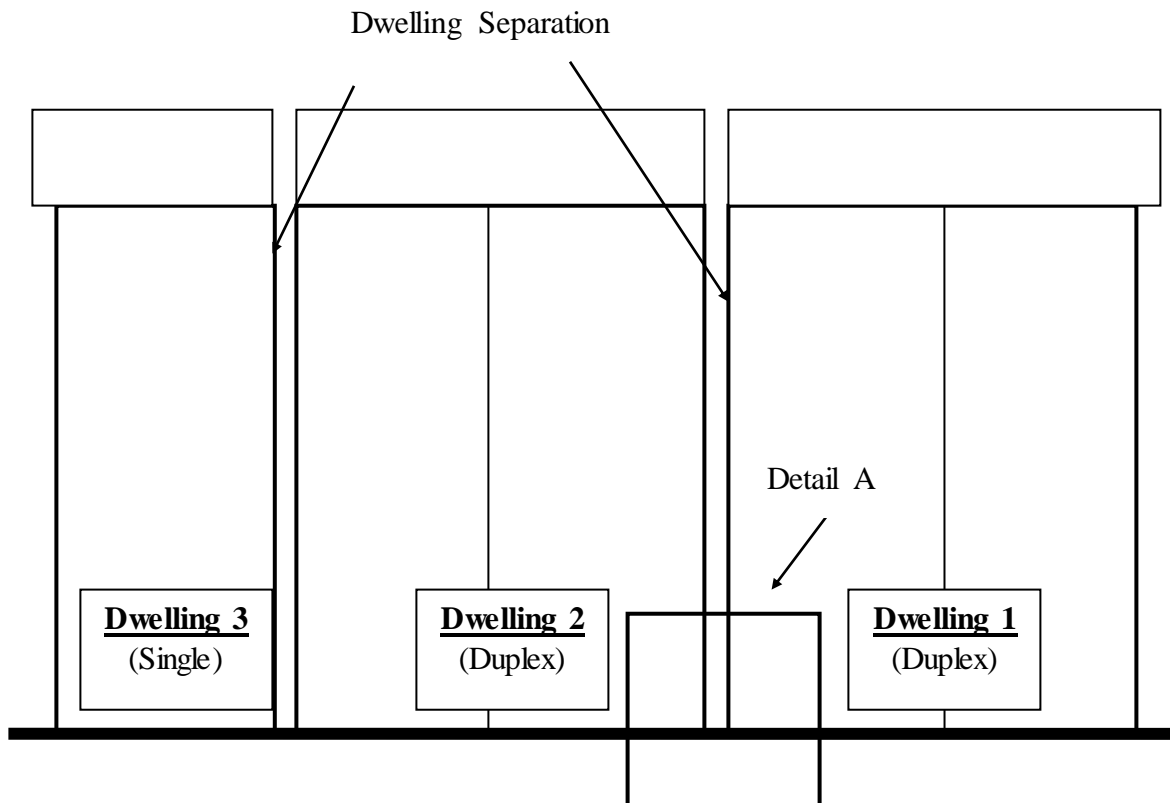 Dwelling Separation
Detail A
Dwelling 3
(Single)
Dwelling 2
(Duplex)
Dwelling 1
(Duplex)